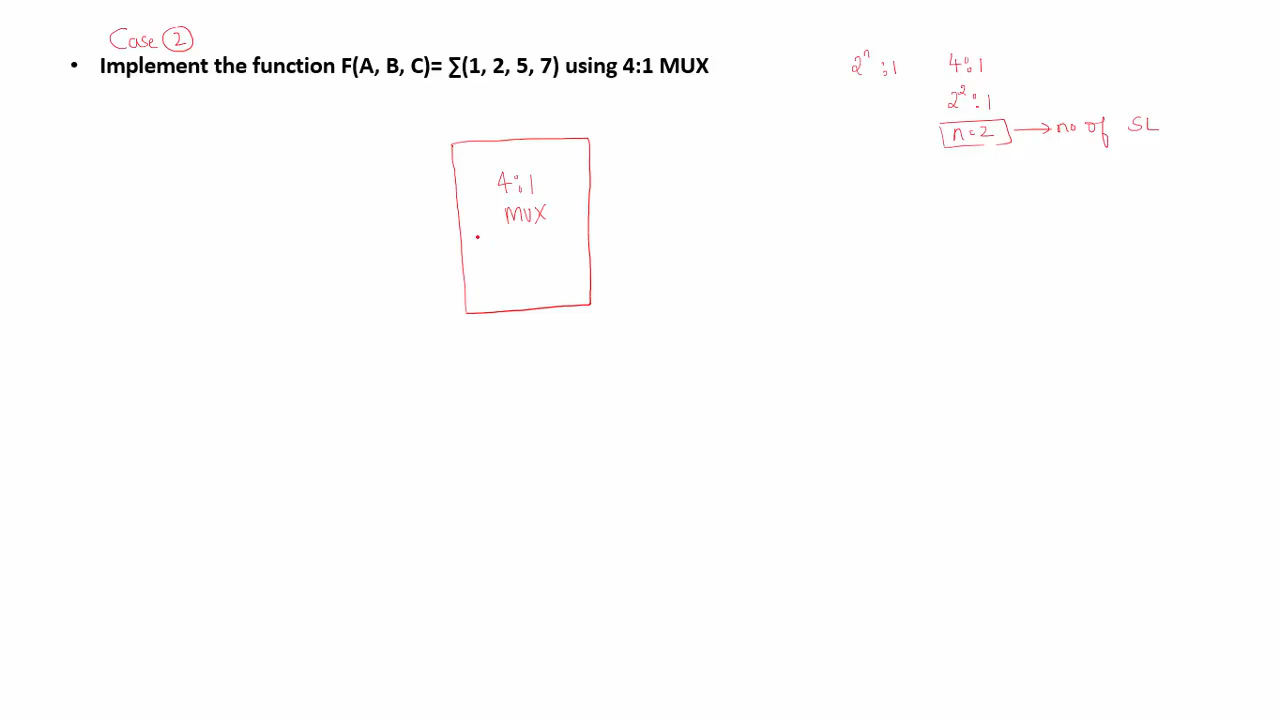 Case 2
• Implement the function F(A, B, C)= ∑(1, 2, 5, 7) using 4:1 MUX
2ⁿ :1 4:1
2² :1
n=2 → no of SL
4:1
MUX